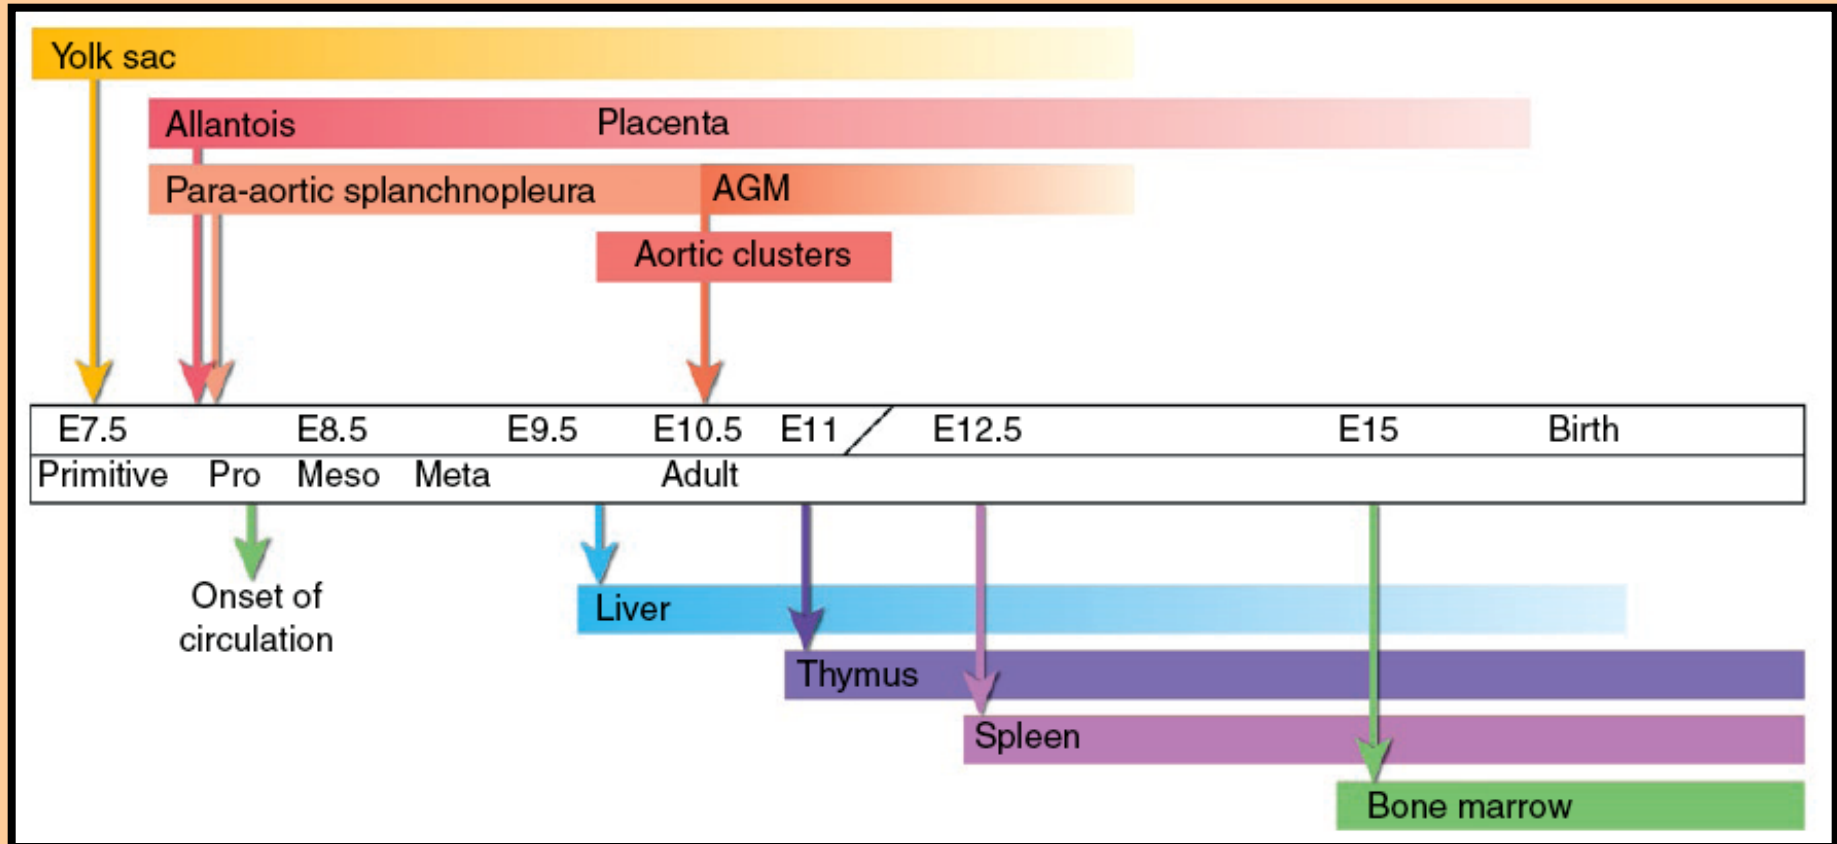 Yolk sac
Allantois Placenta
Para-aortic splanchnopleura AGM
Aortic clusters
E7.5 E8.5 E9.5 E10.5 E11 E12.5 E15 Birth
Primitive Pro Meso Meta Adult
Onset of
circulation
Liver
Thymus
Spleen
Bone marrow